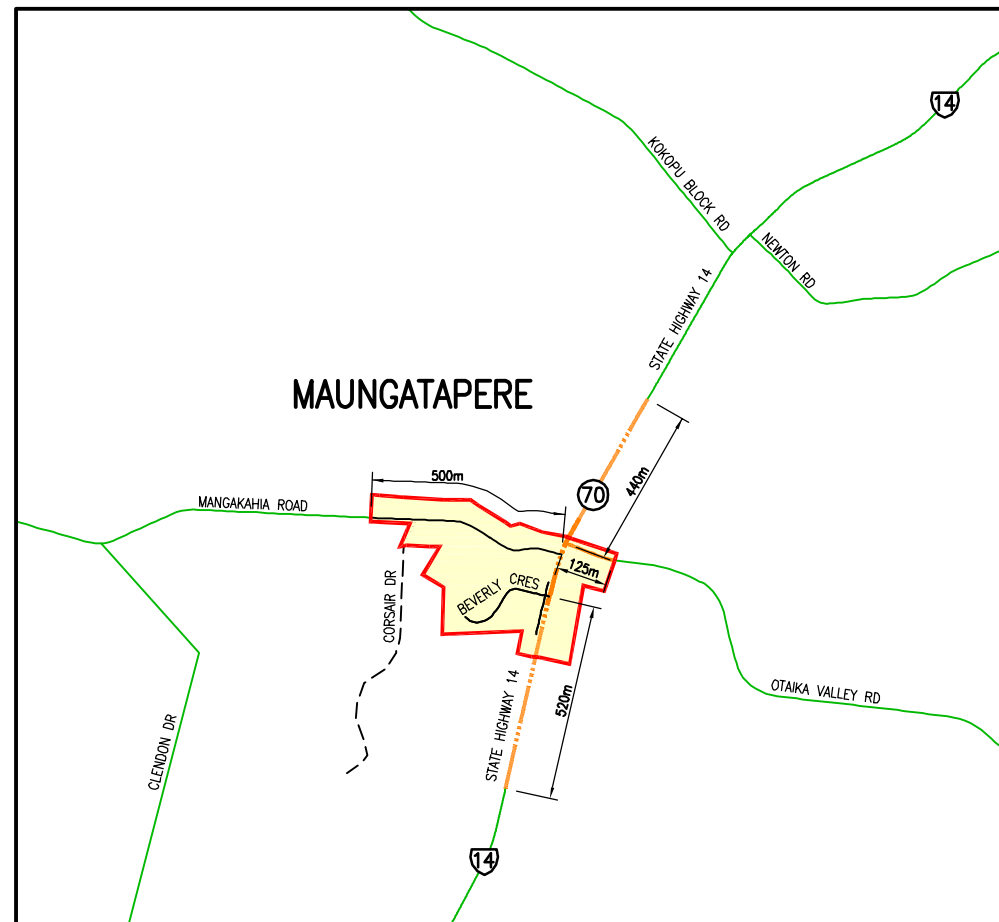 14
KOKOPU BLOCK RD
NEWTON RD
STATE HIGHWAY 14
MAUNGATAPERE
500m
440m
70
MANGAKAHIA ROAD
125m
BEVERLY CRES
CORSAIR DR
520m
OTAIKA VALLEY RD
STATE HIGHWAY 14
CLENDON DR
14